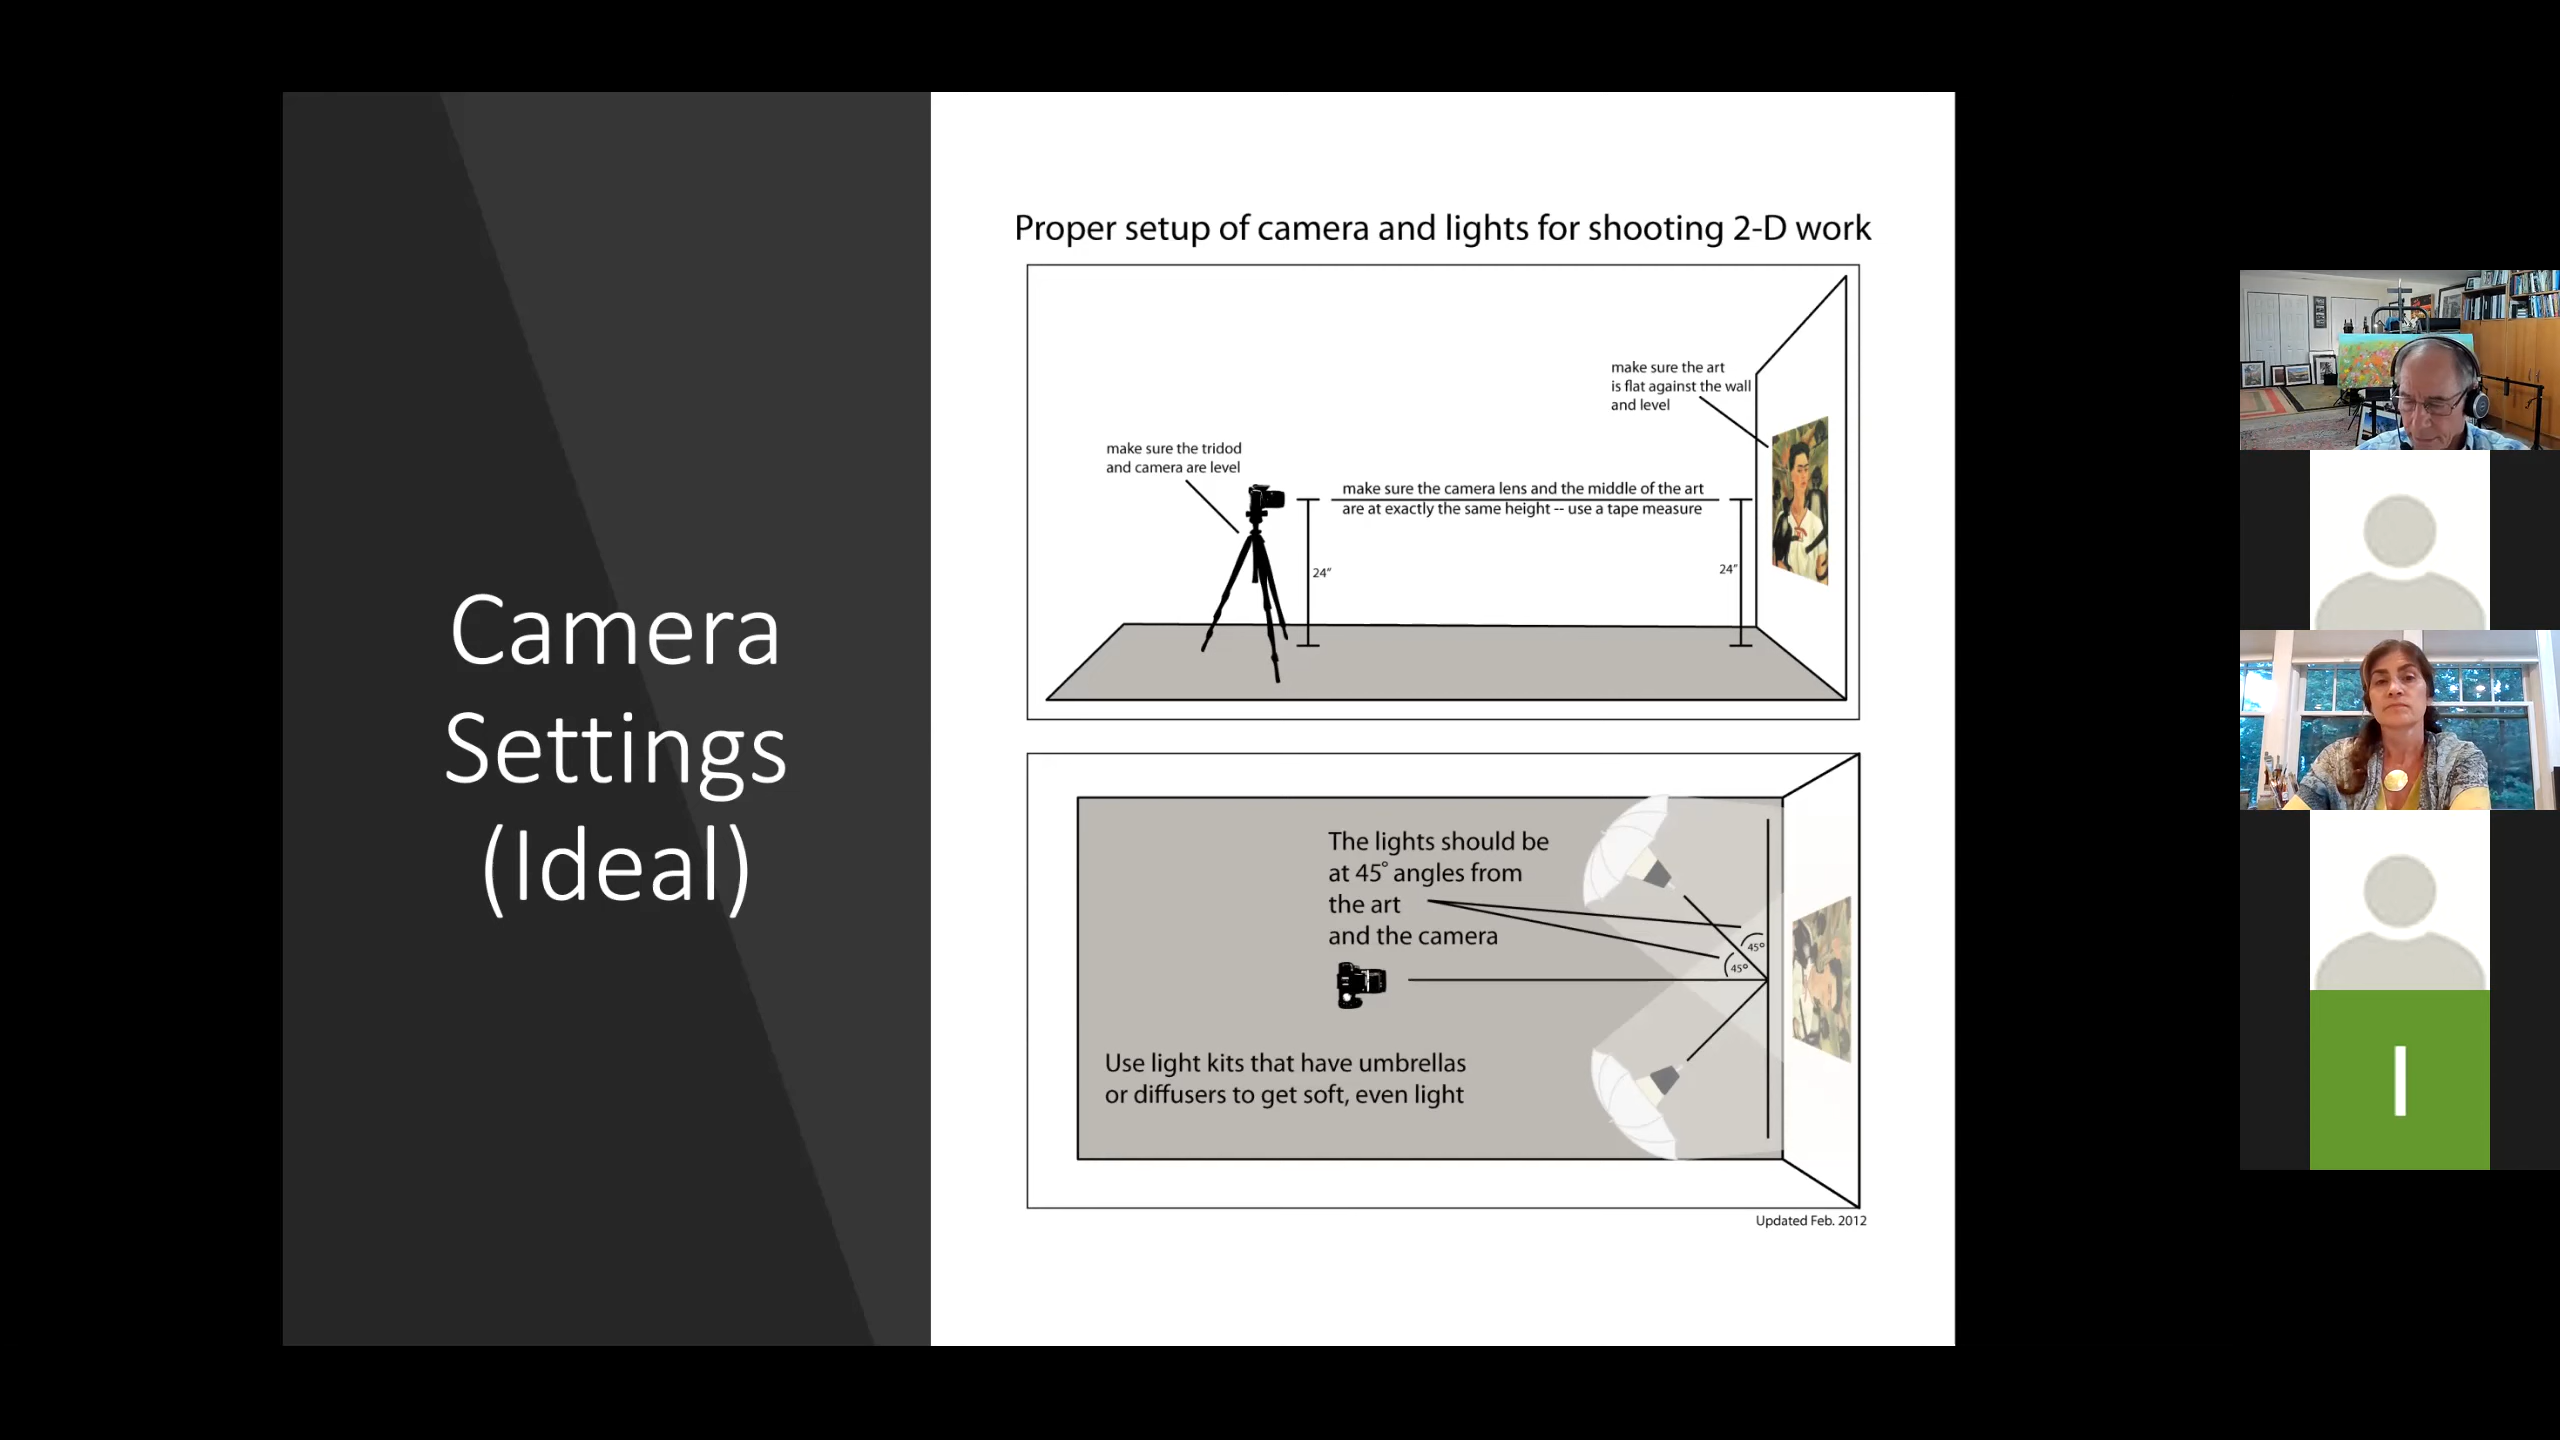 Camera
Settings
(Ideal)
Proper setup of camera and lights for shooting 2-D work
make sure the art
is flat against the wall
and level
make sure the tridod
and camera are level
make sure the camera lens and the middle of the art
are at exactly the same height -- use a tape measure
24"
24"
The lights should be
at 45° angles from
the art
and the camera
45°
45°
Use light kits that have umbrellas
or diffusers to get soft, even light
Updated Feb. 2012
I